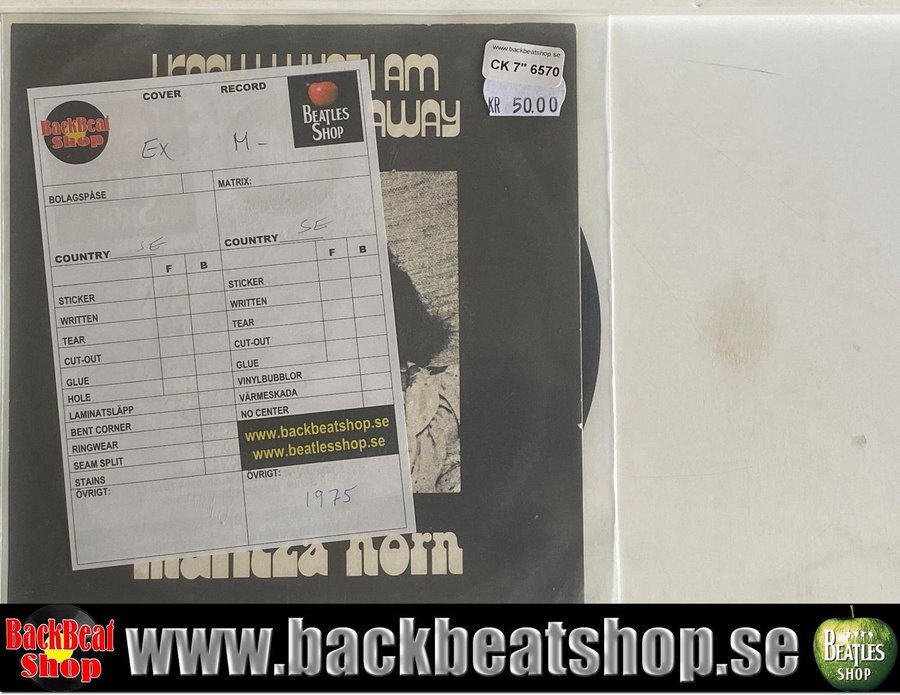 I AM
AWAY
www.backbeatshop.se
CK 7" 6570
KR 50.00
COVER RECORD
BackBeat
Shop
BEATLES
SHOP
EX M-
BOLAGSPÅSE MATRIX:
COUNTRY SE COUNTRY SE
F B F B
STICKER STICKER
WRITTEN WRITTEN
TEAR TEAR
CUT-OUT CUT-OUT
GLUE GLUE
HOLE VINYLBUBBLOR
LAMINATSLÄPP VÄRMESKADA
BENT CORNER NO CENTER
RINGWEAR
SEAM SPLIT
STAINS
www.backbeatshop.se
www.beatlesshop.se
ÖVRIGT: ÖVRIGT:
1975
horn
BackBeat
Shop
www.backbeatshop.se
BEATLES
SHOP